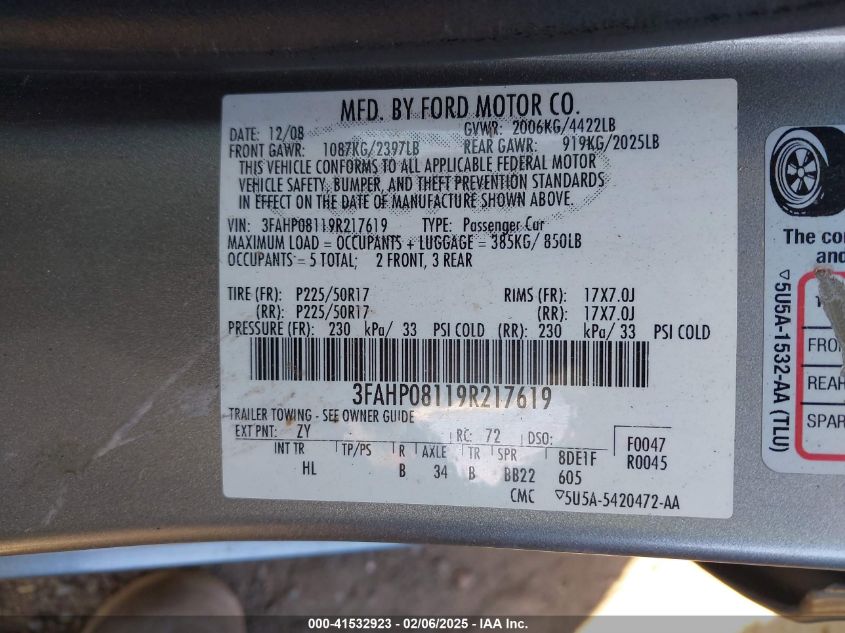 MFD. BY FORD MOTOR CO.
DATE: 12/08 GVWR: 2006KG/4422LB
FRONT GAWR: 1087KG/2397LB REAR GAWR: 919KG/2025LB
THIS VEHICLE CONFORMS TO ALL APPLICABLE FEDERAL MOTOR
VEHICLE SAFETY, BUMPER, AND THEFT PREVENTION STANDARDS
IN EFFECT ON THE DATE OF MANUFACTURE SHOWN ABOVE.
VIN: 3FAHP08119R217619 TYPE: Passenger Car
MAXIMUM LOAD = OCCUPANTS + LUGGAGE = 385KG/ 850LB
OCCUPANTS = 5 TOTAL; 2 FRONT, 3 REAR
TIRE (FR): P225/50R17 RIMS (FR): 17X7.0J
(RR): P225/50R17 (RR): 17X7.0J
PRESSURE (FR): 230 kPa/ 33 PSI COLD (RR): 230 kPa/ 33 PSI COLD
3FAHP08119R217619
TRAILER TOWING - SEE OWNER GUIDE
EXT PNT: ZY RC: 72 DSO: F0047
INT TR TP/PS R AXLE TR SPR 8DE1F R0045
HL B 34 B BB22 605
CMC ▽5U5A-5420472-AA
The co
and
▽5U5A-1532-AA (TLU)
FRO
REAR
SPAR
000-41532923 - 02/06/2025 - IAA Inc.